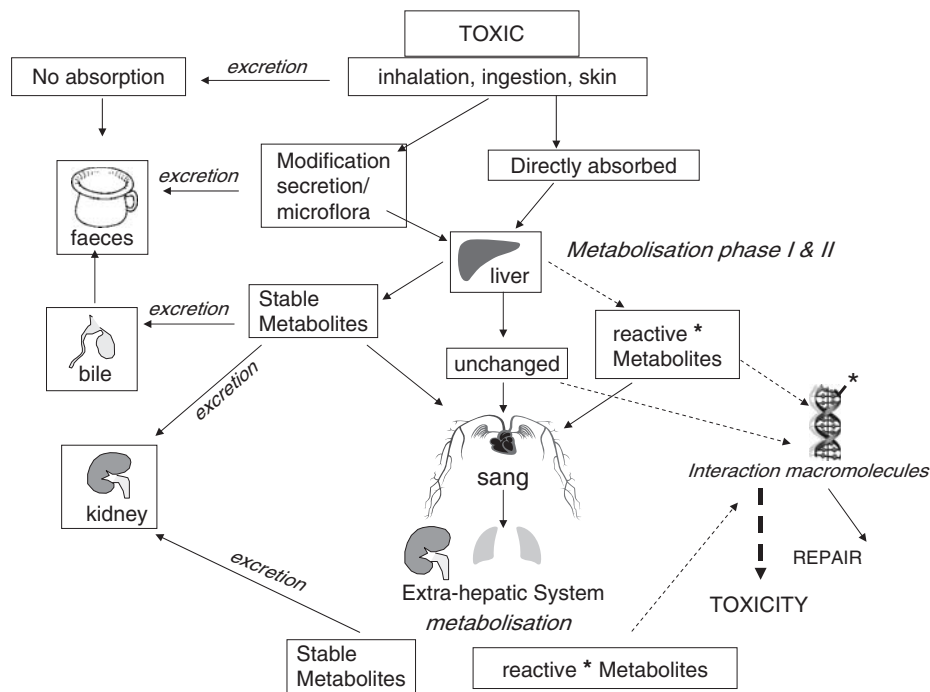 TOXIC
inhalation, ingestion, skin
excretion
No absorption
Modification
secretion/
microflora
Directly absorbed
excretion
faeces
liver
Metabolisation phase I & II
Stable
Metabolites
excretion
bile
unchanged
reactive *
Metabolites
*
excretion
kidney
sang
Interaction macromolecules
REPAIR
TOXICITY
excretion
Extra-hepatic System
metabolisation
Stable
Metabolites
reactive * Metabolites